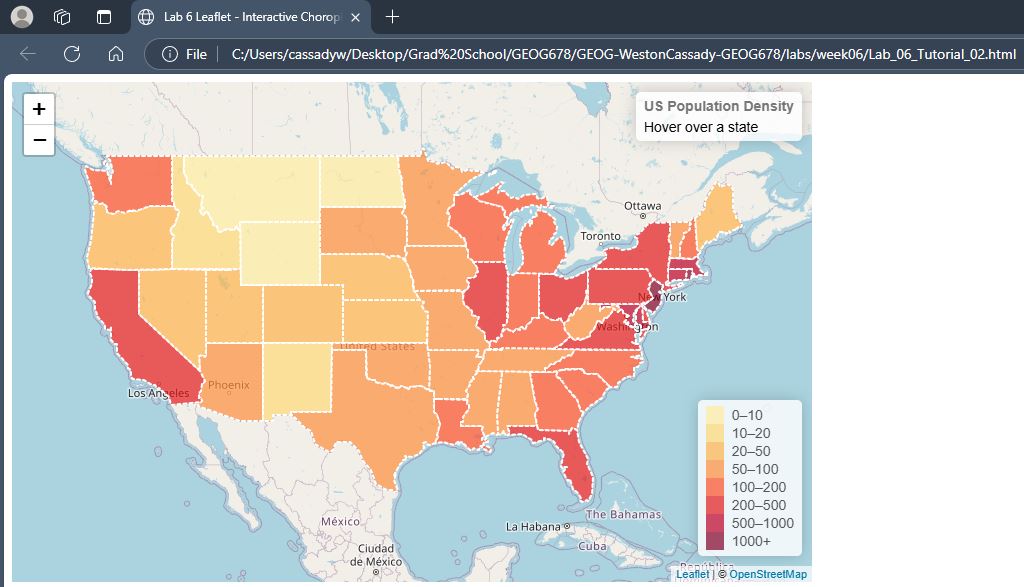 Lab 6 Leaflet - Interactive Chorop
File
C:/Users/cassadyw/Desktop/Grad%20School/GEOG678/GEOG-WestonCassady-GEOG678/labs/week06/Lab_06_Tutorial_02.html
+
−
US Population Density
Hover over a state
Ottawa
Toronto
New York
Washington
United States
Phoenix
Los Angeles
0–10
10–20
20–50
50–100
100–200
200–500
500–1000
1000+
The Bahamas
La Habana
México
Cuba
Ciudad
de México
República
Leaflet | © OpenStreetMap